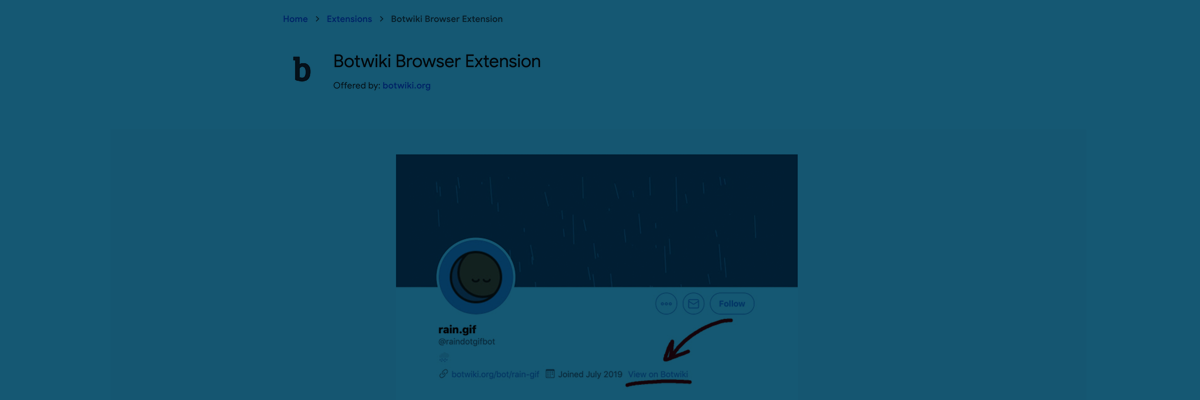 Home > Extensions > Botwiki Browser Extension
b
Botwiki Browser Extension
Offered by: botwiki.org
Follow
rain.gif
@raindotgifbot
botwiki.org/bot/rain-gif Joined July 2019 View on Botwiki